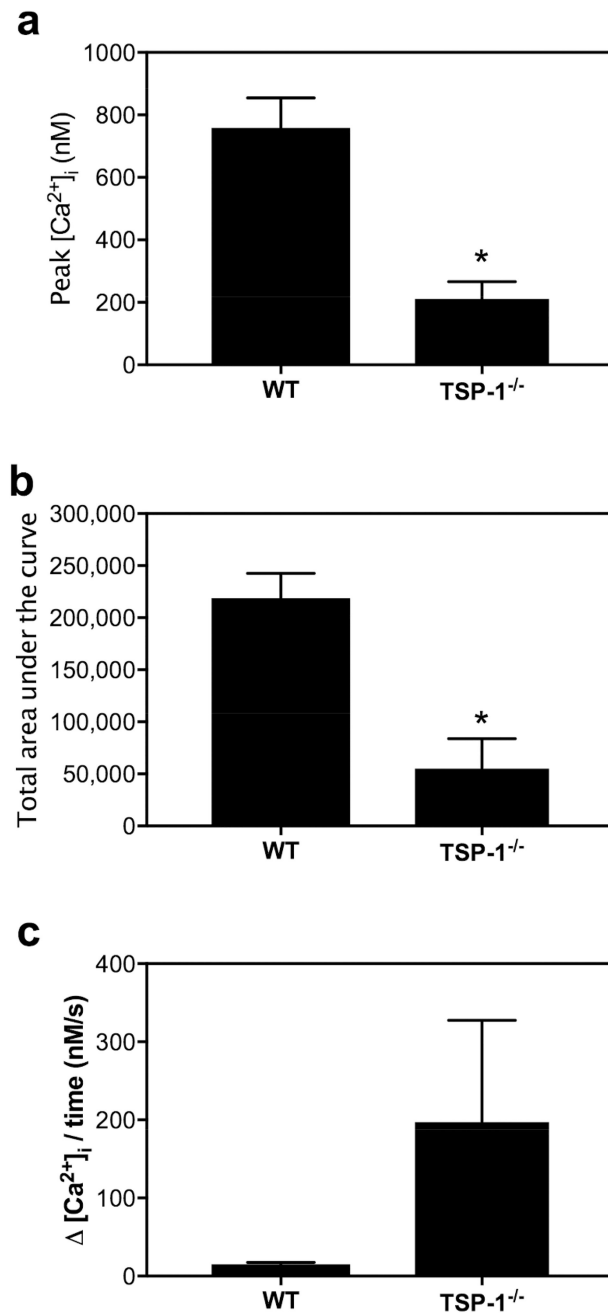 a
Peak [Ca²⁺]ᵢ (nM)
1000
800
600
400
200
0
*
WT
TSP-1⁻/⁻
b
Total area under the curve
300,000
250,000
200,000
150,000
100,000
50,000
0
*
WT
TSP-1⁻/⁻
c
Δ [Ca²⁺]ᵢ / time (nM/s)
400
300
200
100
0
WT
TSP-1⁻/⁻